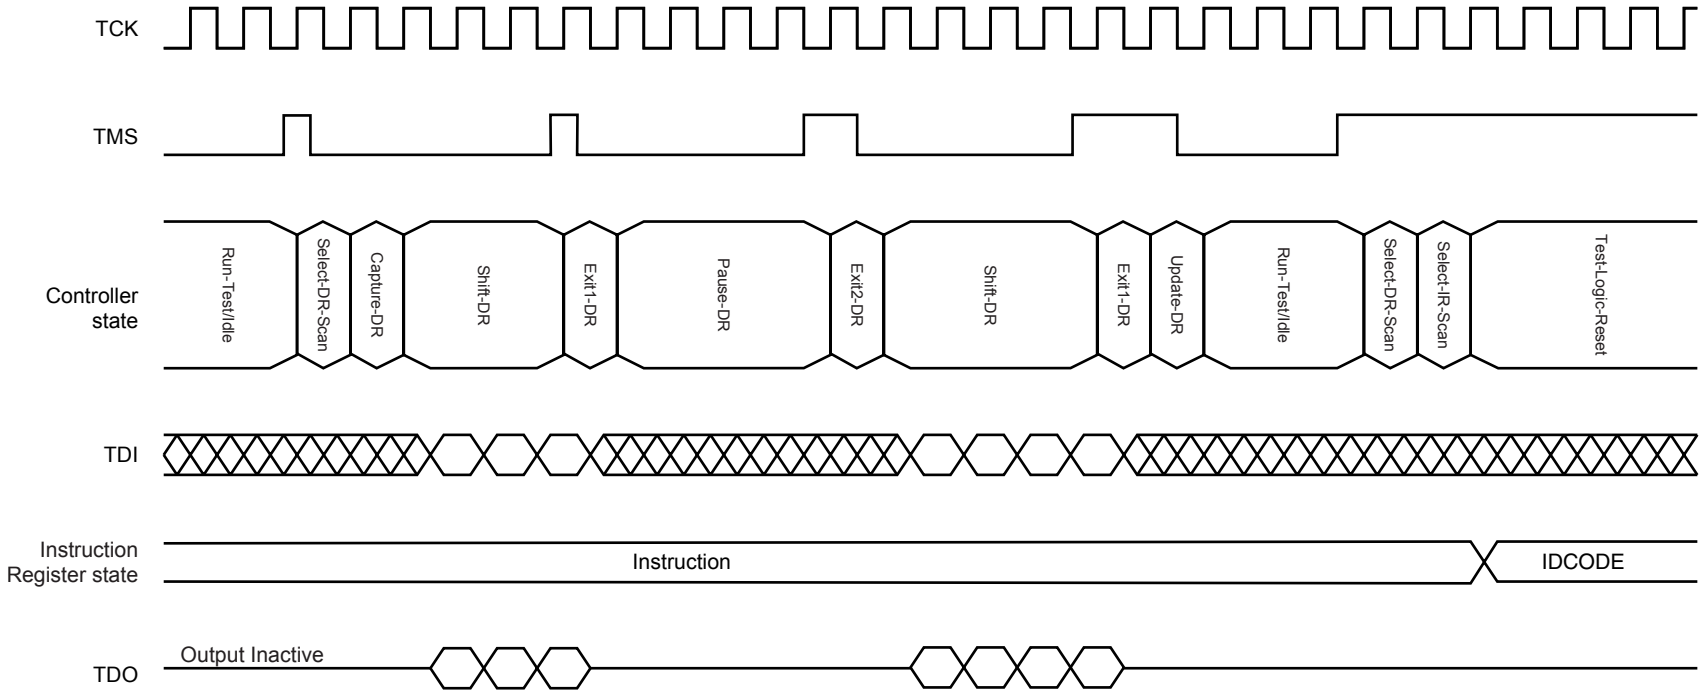 TCK
TMS
Controller
state
Run-Test/Idle
Select-DR-Scan
Capture-DR
Shift-DR
Exit1-DR
Pause-DR
Exit2-DR
Shift-DR
Exit1-DR
Update-DR
Run-Test/Idle
Select-DR-Scan
Select-IR-Scan
Test-Logic-Reset
TDI
Instruction
Register state
Instruction
IDCODE
TDO
Output Inactive